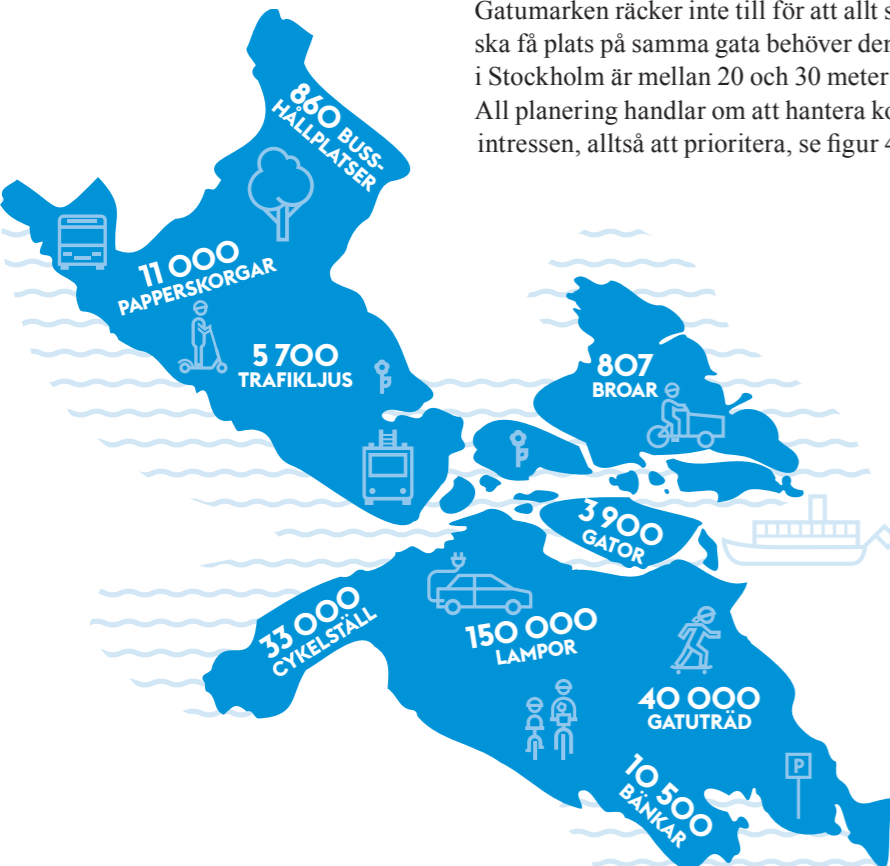 Gatumarken räcker inte till för att allt
ska få plats på samma gata behöver
i Stockholm är mellan 20 och 30 meter
All planering handlar om att hantera
intressen, alltså att prioritera, se figur 4
860 BUSS-
HÅLLPLATSER
11 000
PAPPERSKORGAR
5 700
TRAFIKLJUS
807
BROAR
3 900
GATOR
33 000
CYKELSTÄLL
150 000
LAMPOR
40 000
GATUTRÄD
10 500
BÄNKAR
P